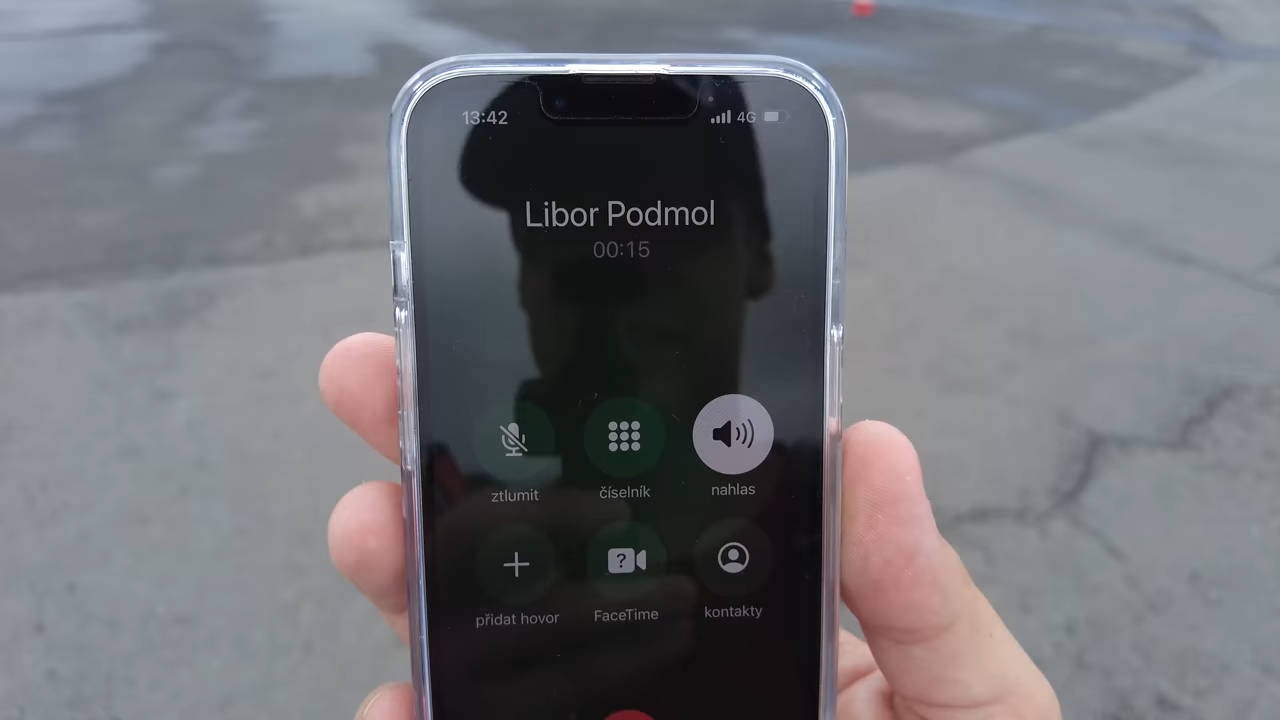 13:42 4G
Libor Podmol
00:15
ztlumit číselník nahlas
?
přidat hovor FaceTime kontakty